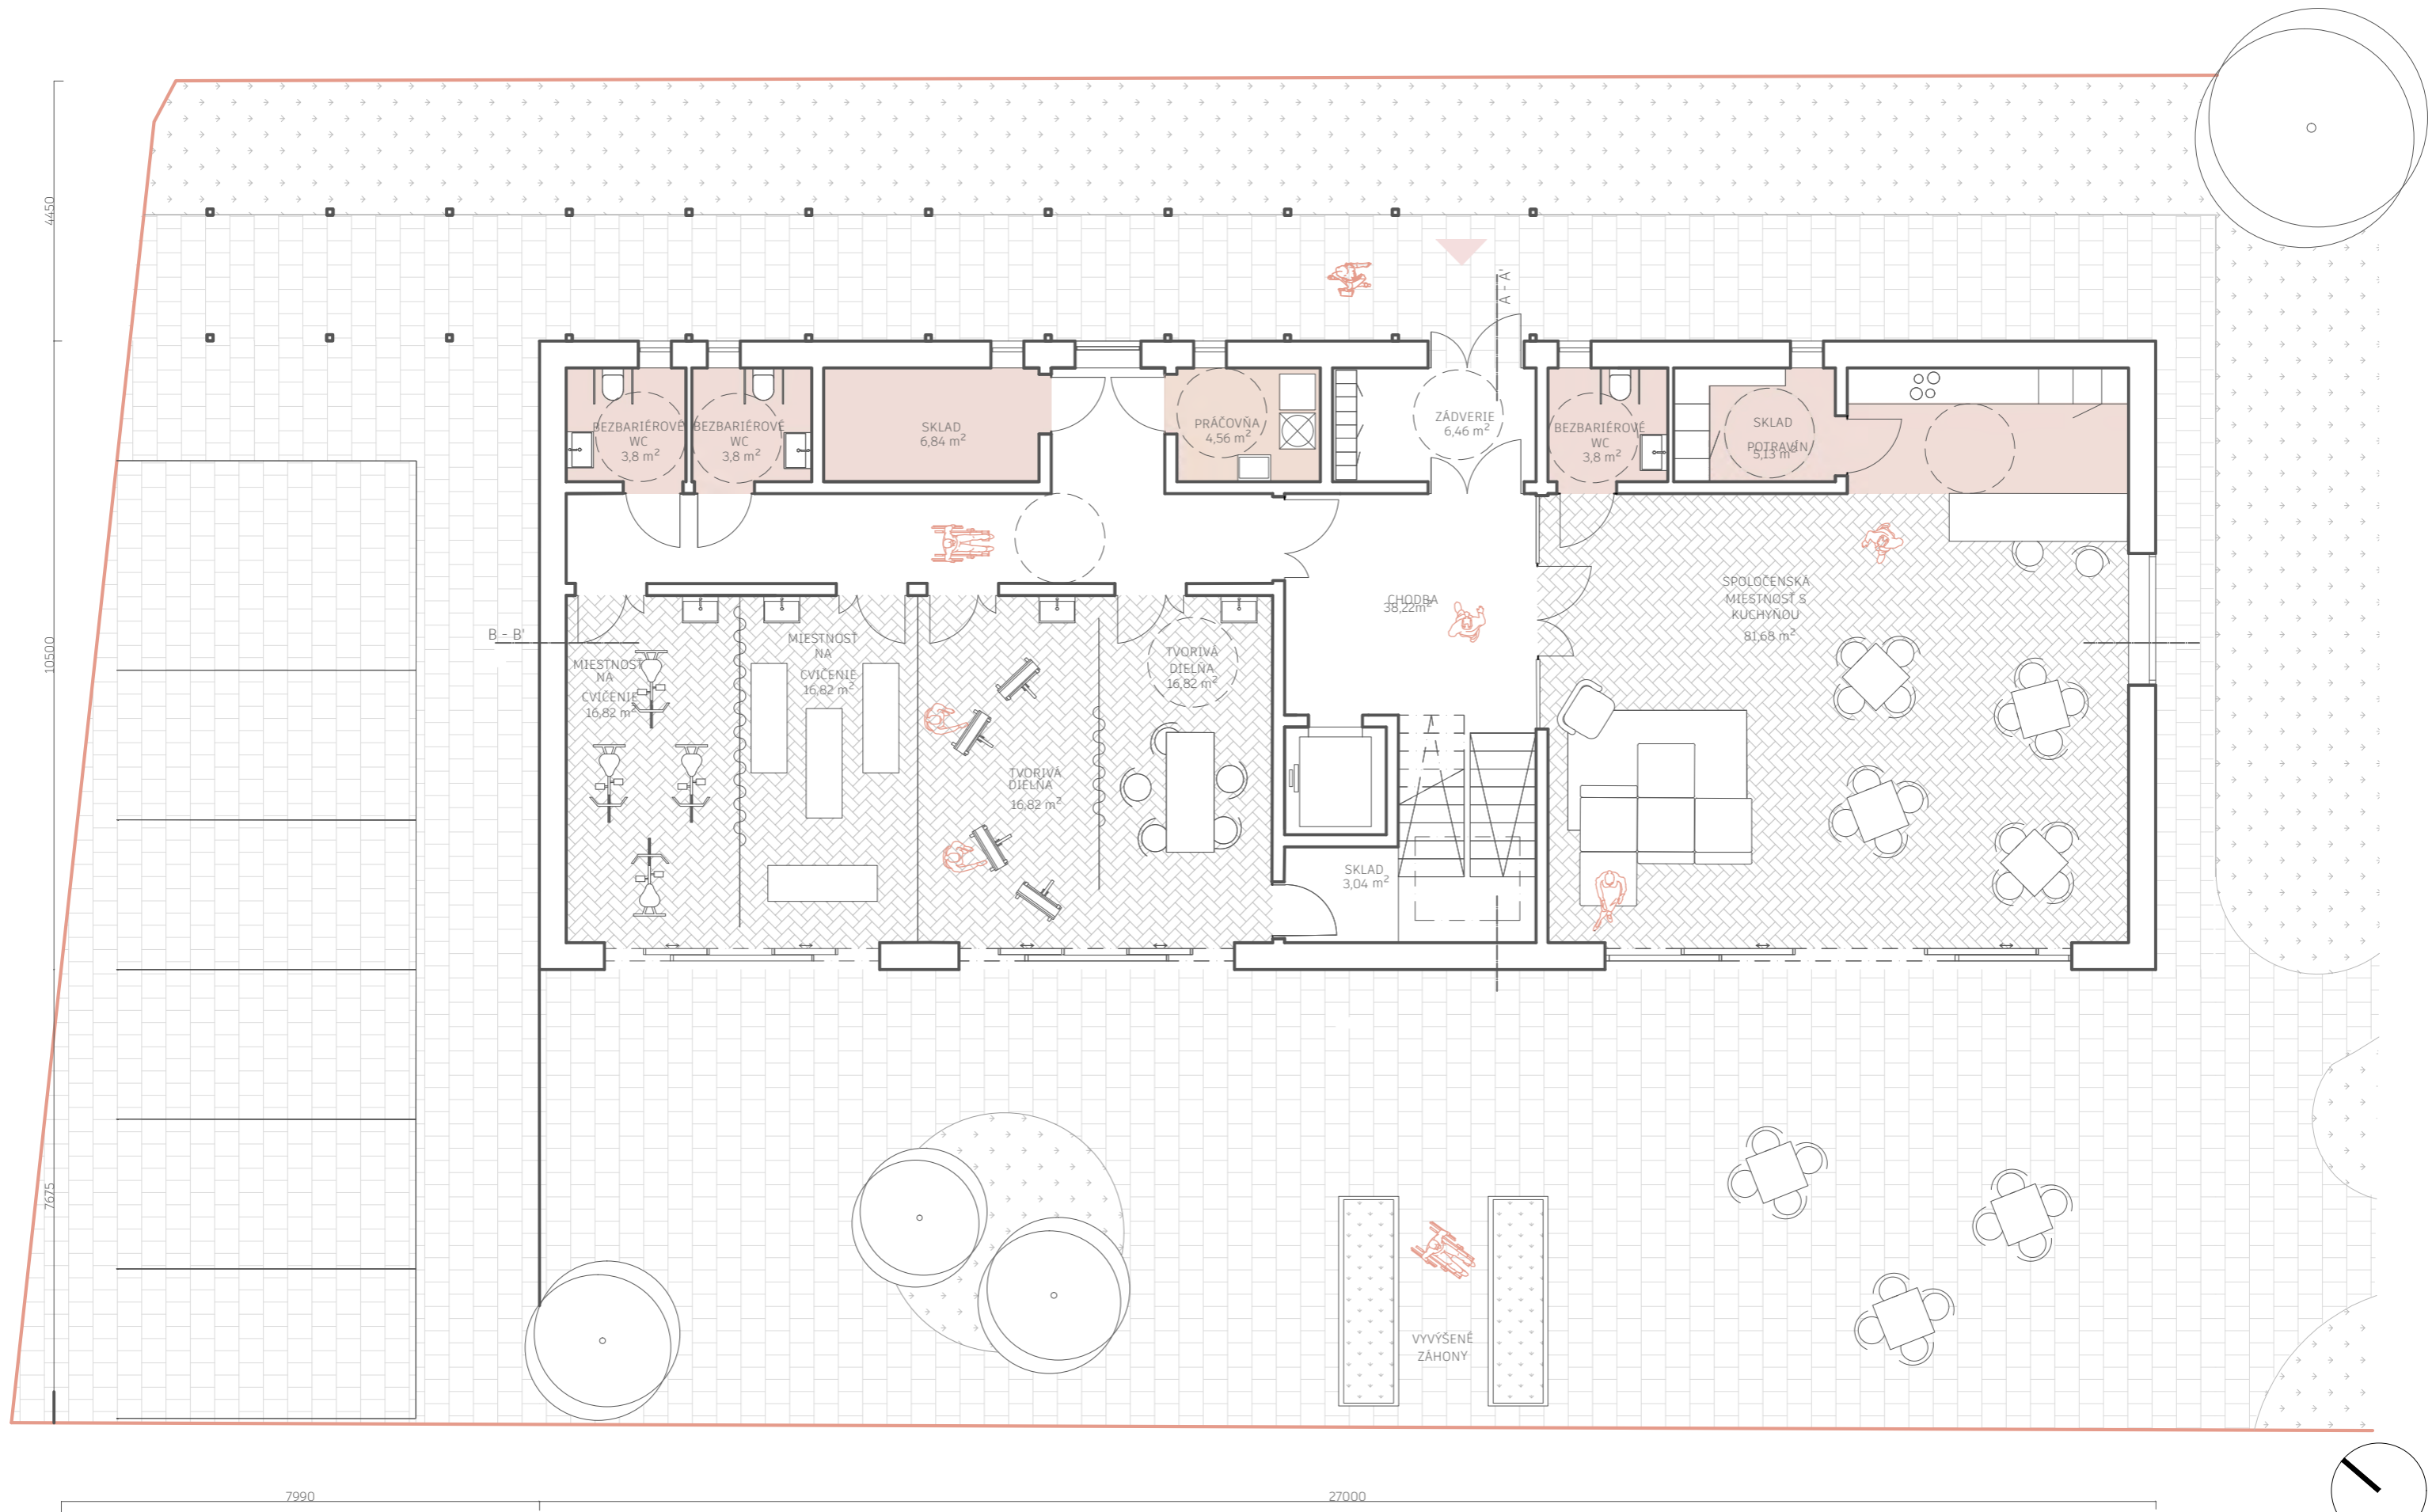 4450
A - A'
BEZBARIÉROVÉ
WC
3,8 m²
BEZBARIÉROVÉ
WC
3,8 m²
SKLAD
6,84 m²
PRÁČOVŇA
4,56 m²
ZÁDVERIE
6,46 m²
BEZBARIÉROVÉ
WC
3,8 m²
SKLAD
POTRAVÍN
5,13 m²
10500
B - B'
MIESTNOSŤ
NA
CVIČENIE
16,82 m²
MIESTNOSŤ
NA
CVIČENIE
16,82 m²
TVORIVÁ
DIELŇA
16,82 m²
TVORIVÁ
DIELŇA
16,82 m²
CHODBA
38,22m²
SPOLOČENSKÁ
MIESTNOSŤ S
KUCHYŇOU
81,68 m²
SKLAD
3,04 m²
7675
VYVÝŠENÉ
ZÁHONY
7990
27000